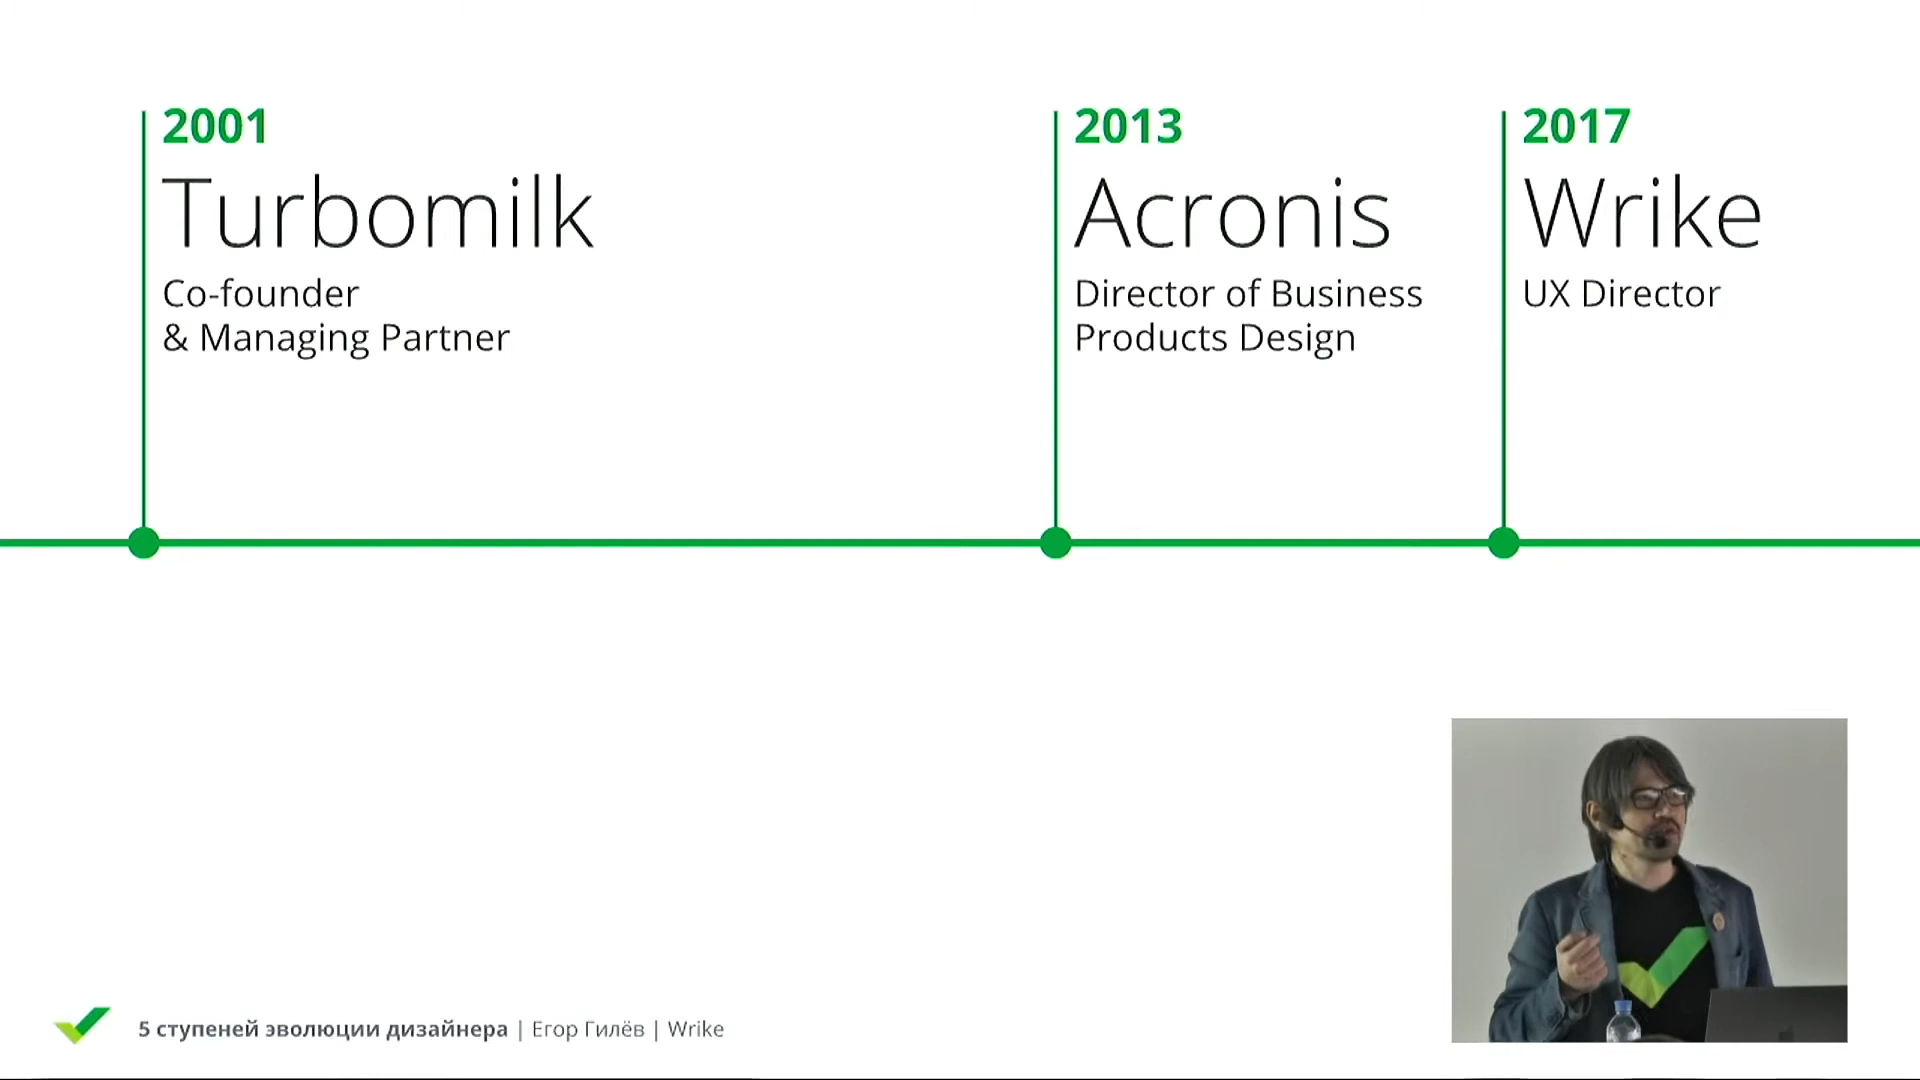 2001
Turbomilk
Co-founder
& Managing Partner
2013
Acronis
Director of Business
Products Design
2017
Wrike
UX Director
5 ступеней эволюции дизайнера | Егор Гилёв | Wrike